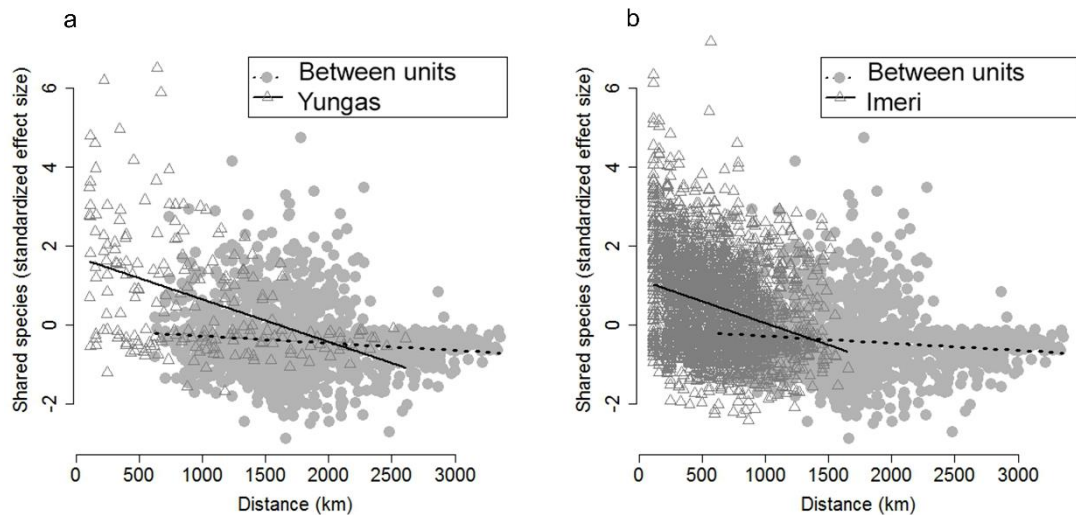 a
Between units
Yungas
Shared species (standardized effect size)
6
4
2
0
-2
0 500 1000 1500 2000 2500 3000
Distance (km)
b
Between units
Imeri
Shared species (standardized effect size)
6
4
2
0
-2
0 500 1000 1500 2000 2500 3000
Distance (km)